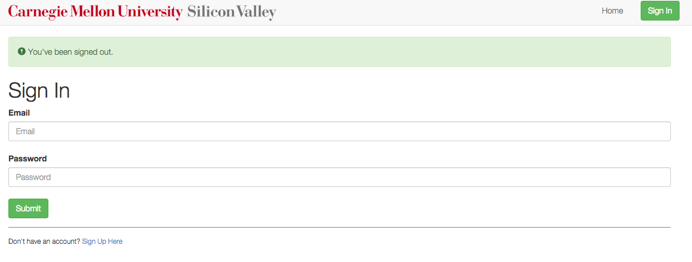 Carnegie Mellon University Silicon Valley Home Sign In
You've been signed out.
Sign In
Email
Email
Password
Password
Submit
Don't have an account? Sign Up Here